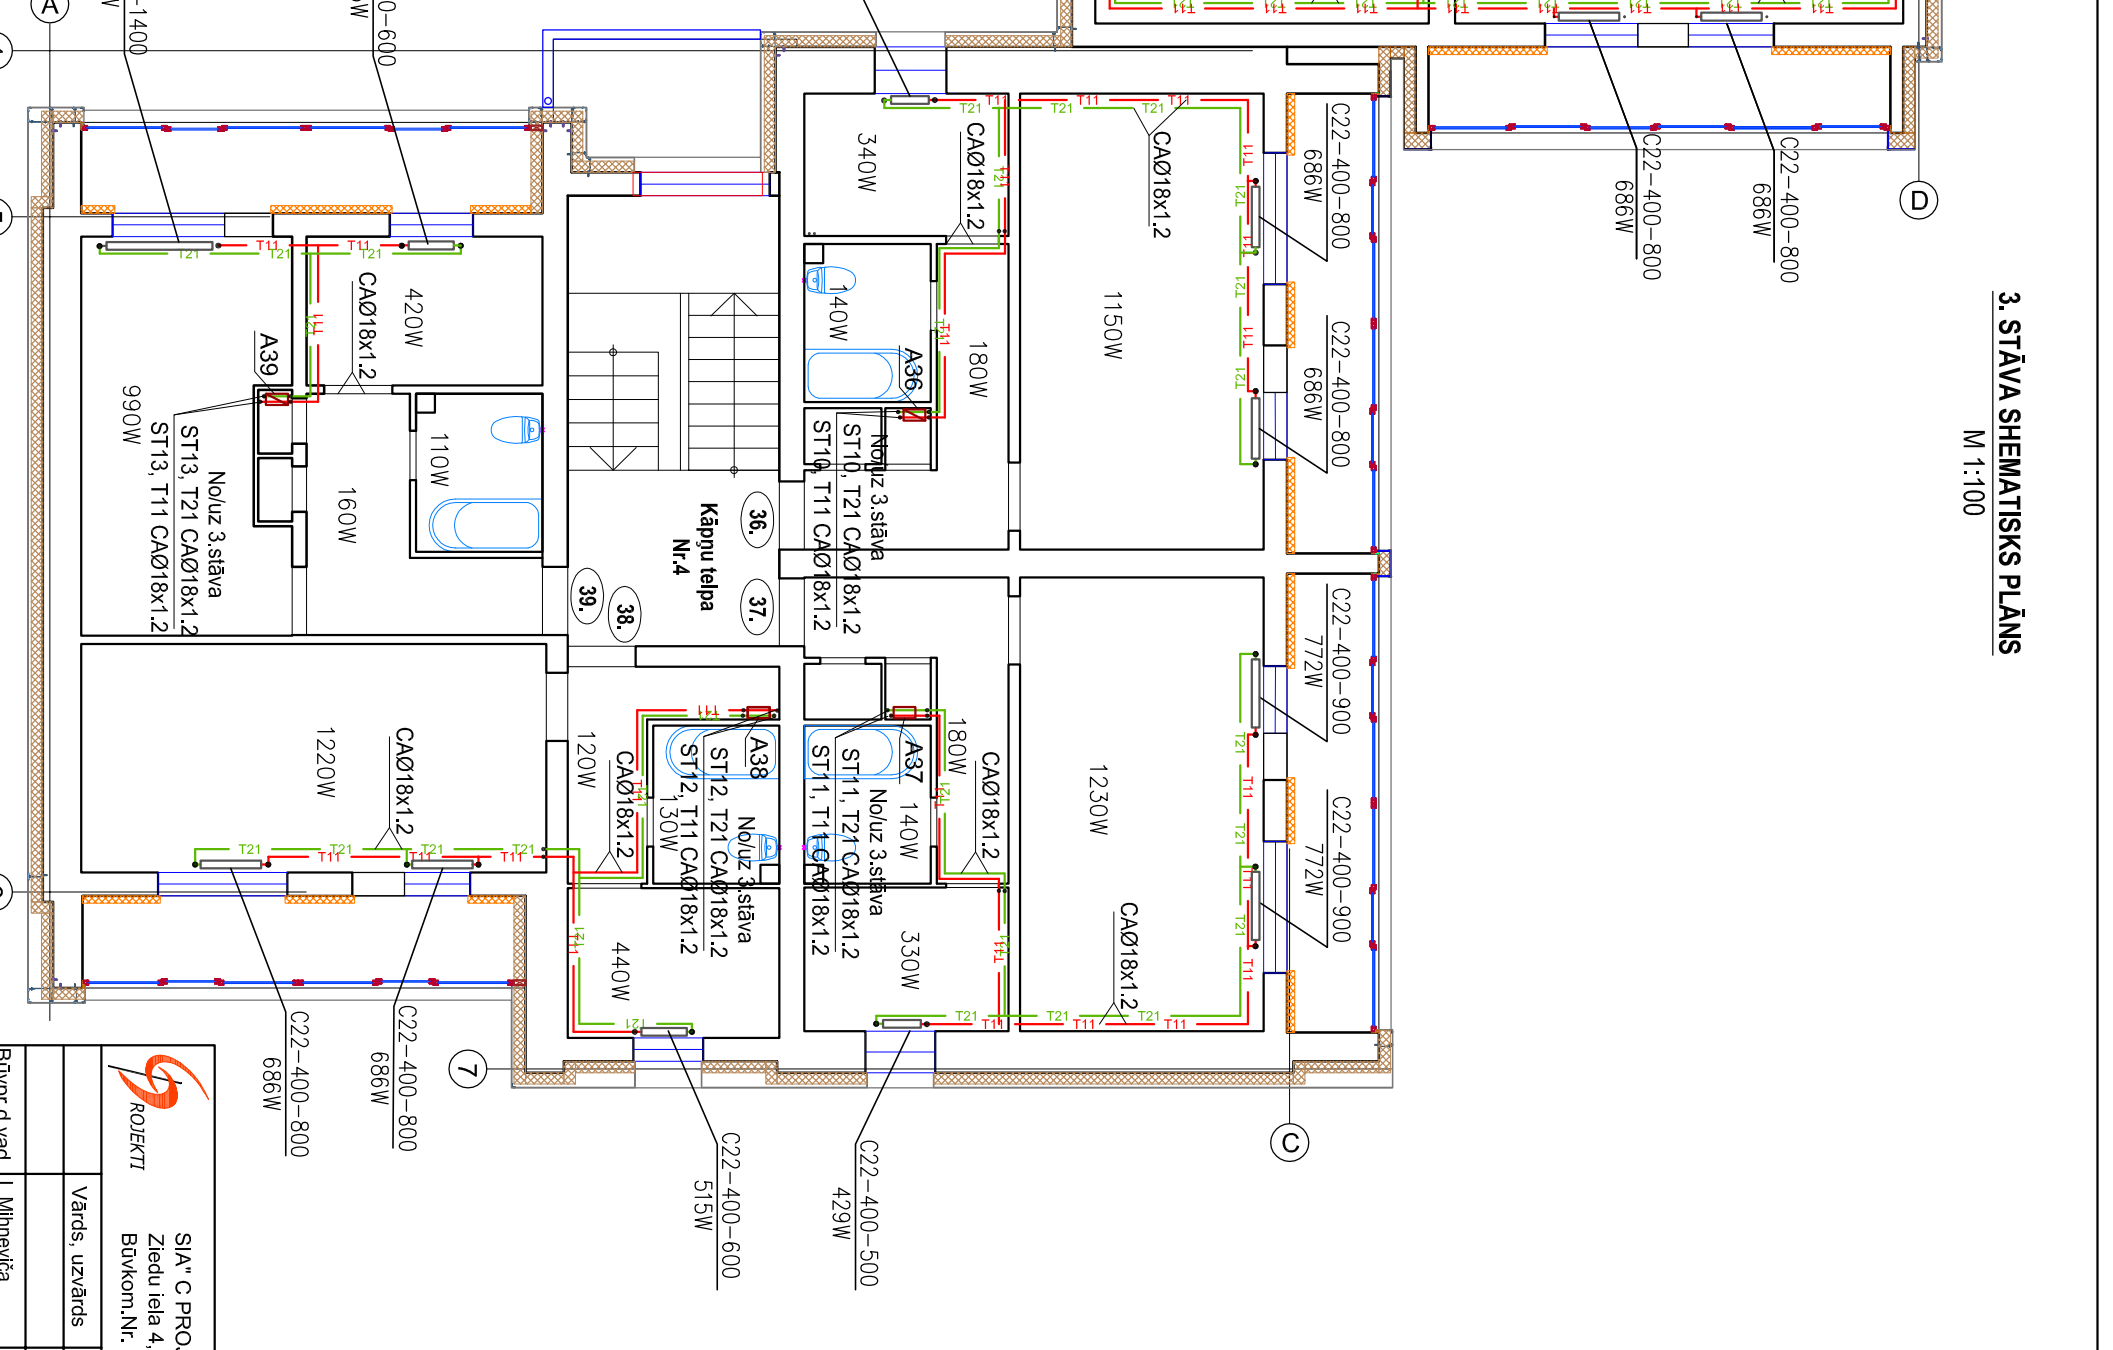 3. STĀVA SHEMATISKS PLĀNS
M 1:100
D
A
C
7
C22-400-800
686W
C22-400-800
686W
C22-400-800
686W
C22-400-800
686W
C22-400-900
772W
C22-400-900
772W
340W
CAØ18x1.2
CAØ18x1.2
1150W
140W
A36
180W
No/uz 3.stāva
ST10, T21 CAØ18x1.2
ST10, T11 CAØ18x1.2
Kāpņu telpa
Nr.4
36.
37.
38.
39.
420W
CAØ18x1.2
A39
990W
110W
160W
No/uz 3.stāva
ST13, T21 CAØ18x1.2
ST13, T11 CAØ18x1.2
1220W
CAØ18x1.2
120W
CAØ18x1.2
A38
130W
No/uz 3.stāva
ST12, T21 CAØ18x1.2
ST12, T11 CAØ18x1.2
440W
A37
180W
140W
CAØ18x1.2
No/uz 3.stāva
ST11, T21 CAØ18x1.2
ST11, T11 CAØ18x1.2
330W
1230W
CAØ18x1.2
C22-400-800
686W
C22-400-800
686W
C22-400-600
515W
C22-400-500
429W
T11
T21
ROJEKTI
SIA" C PROJ
Ziedu iela 4,
Būvkom.Nr.
Vārds, uzvārds